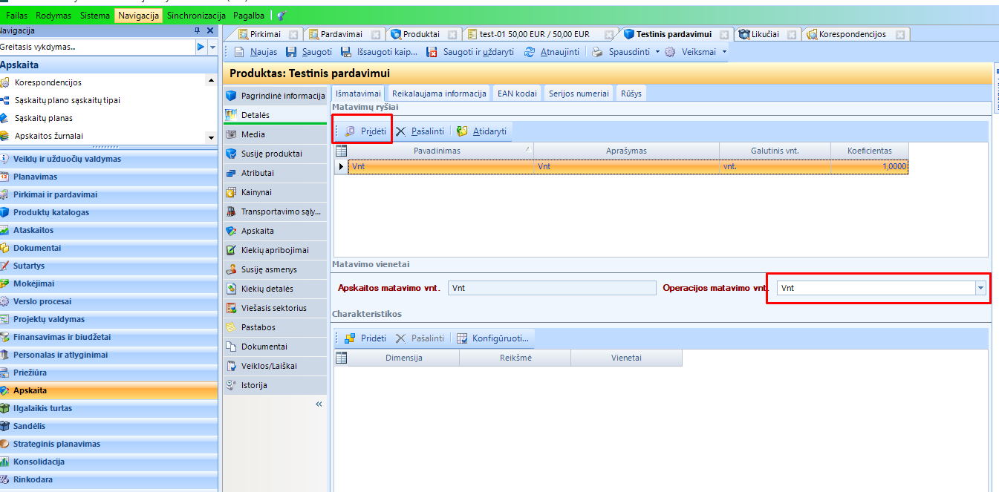 Failas Rodymas Sistema Navigacija Sinchronizacija Pagalba
Navigacija
Greitasis vykdymas...
Apskaita
Korespondencijos
Sąskaitų plano sąskaitų tipai
Sąskaitų planas
Apskaitos žurnalai
Veiklų ir užduočių valdymas
Planavimas
Pirkimai ir pardavimai
Produktų katalogas
Ataskaitos
Dokumentai
Sutartys
Mokėjimai
Verslo procesai
Projektų valdymas
Finansavimas ir biudžetai
Personalas ir atlyginimai
Priežiūra
Apskaita
Ilgalaikis turtas
Sandėlis
Strateginis planavimas
Konsolidacija
Rinkodara
Pirkimai Pardavimai Produktai test-01 50,00 EUR / 50,00 EUR Testinis pardavimui Likučiai Korespondencijos
Naujas Saugoti Išsaugoti kaip... Saugoti ir uždaryti Atnaujinti Spausdinti Veiksmai
Produktas: Testinis pardavimui
Pagrindinė informacija
Detalės
Media
Susiję produktai
Atributai
Kainynai
Transportavimo sąly...
Apskaita
Kiekių apribojimai
Susiję asmenys
Kiekių detalės
Viešasis sektorius
Pastabos
Dokumentai
Veiklos/Laiškai
Istorija
«
Išmatavimai Reikalaujama informacija EAN kodai Serijos numeriai Rūšys
Matavimų ryšiai
Pridėti Pašalinti Atidaryti
Pavadinimas Aprašymas Galutinis vnt. Koeficientas
Vnt Vnt vnt. 1,0000
Matavimo vienetai
Apskaitos matavimo vnt. Vnt Operacijos matavimo vnt. Vnt
Charakteristikos
Pridėti Pašalinti Konfigūruoti...
Dimensija Reikšmė Vienetai